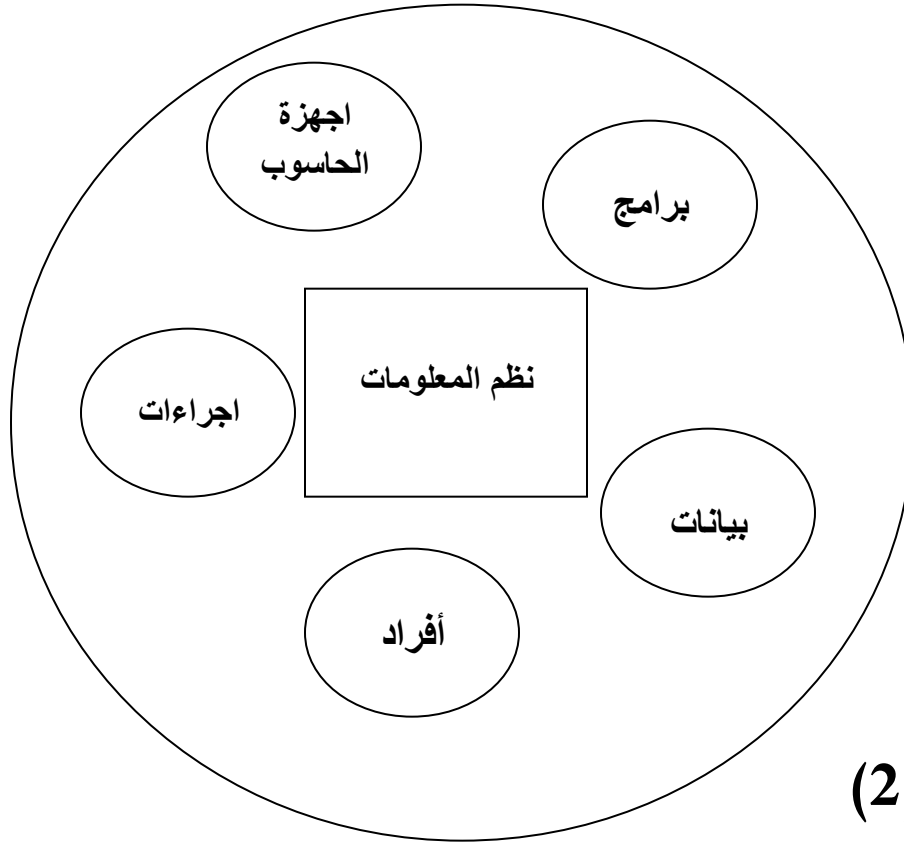 اجهزة
الحاسوب
برامج
نظم المعلومات
اجراءات
بيانات
أفراد
(2